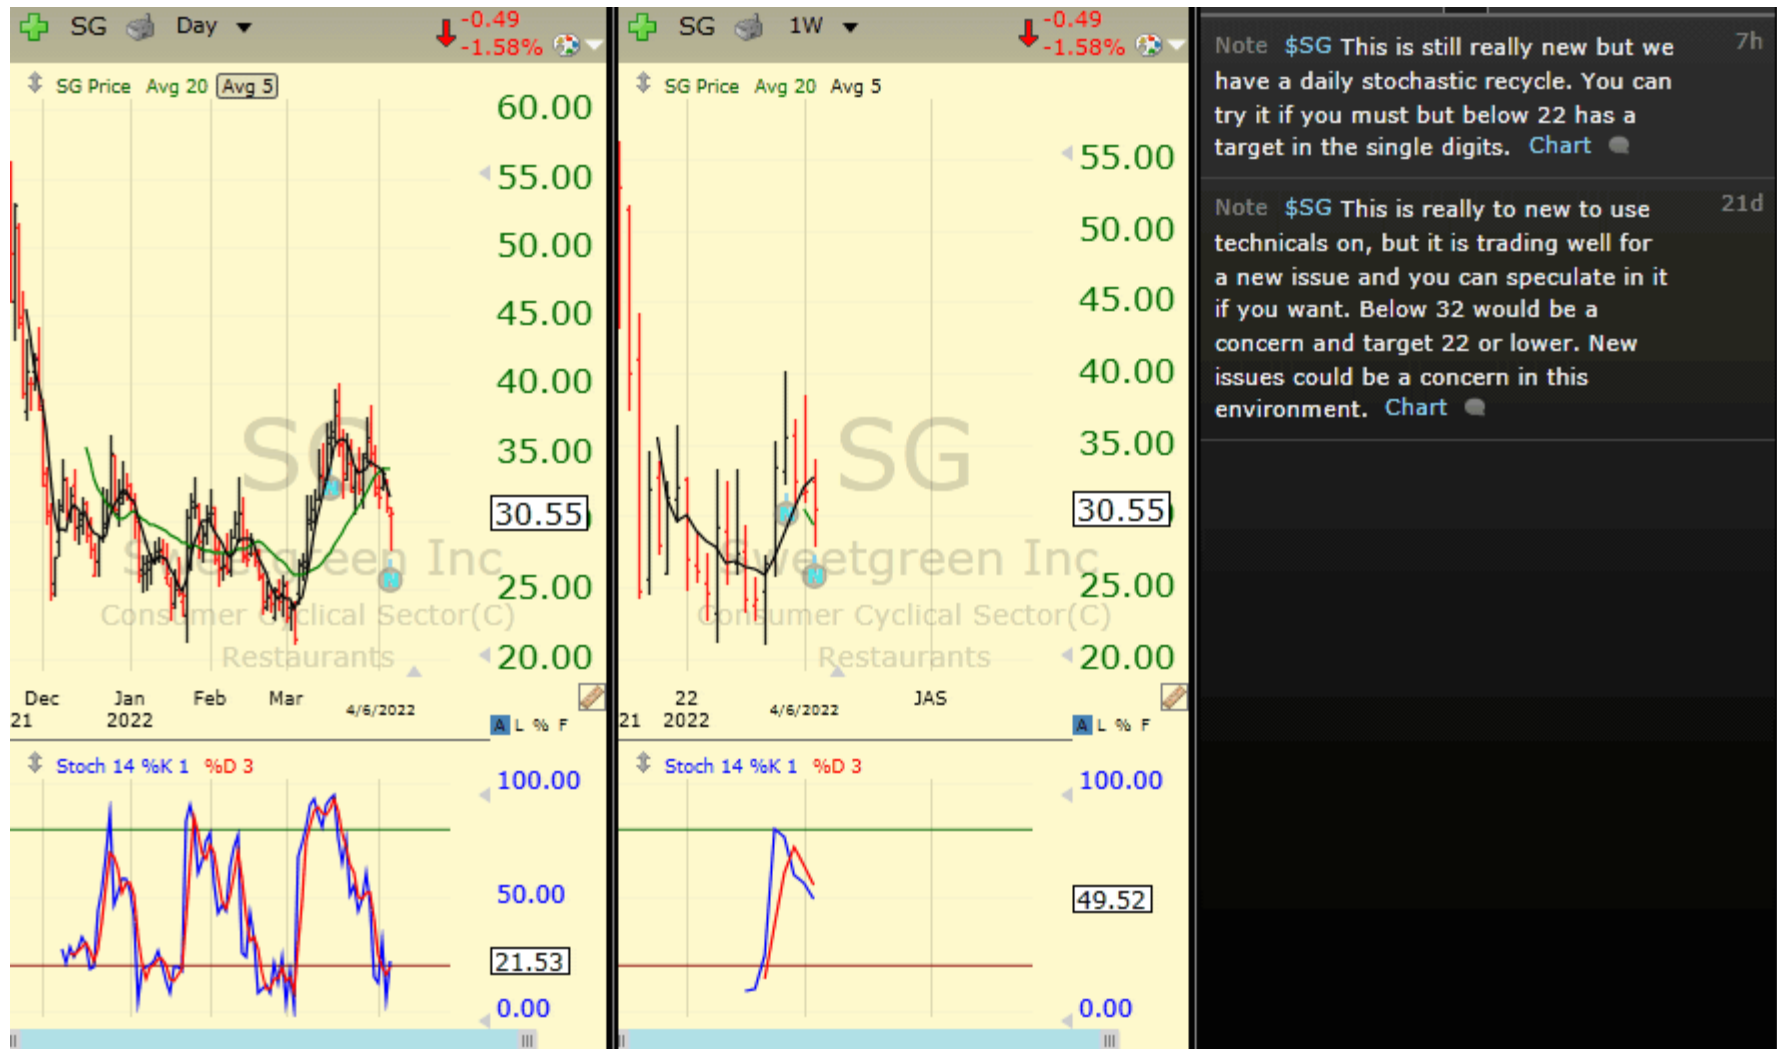 SG Day
-0.49
-1.58%
SG Price Avg 20 Avg 5
60.00
55.00
50.00
45.00
40.00
35.00
30.55
25.00
20.00
SG
Sweetgreen Inc
Consumer Cyclical Sector(C)
Restaurants
Dec Jan Feb Mar 4/6/2022
21 2022
A L % F
Stoch 14 %K 1 %D 3
100.00
50.00
21.53
0.00
SG 1W
-0.49
-1.58%
SG Price Avg 20 Avg 5
55.00
50.00
45.00
40.00
35.00
30.55
25.00
20.00
SG
Sweetgreen Inc
Consumer Cyclical Sector(C)
Restaurants
22 4/6/2022 JAS
21 2022
A L % F
Stoch 14 %K 1 %D 3
100.00
49.52
0.00
N
N
N
N
Note $SG This is still really new but we 7h
have a daily stochastic recycle. You can
try it if you must but below 22 has a
target in the single digits. Chart
Note $SG This is really to new to use 21d
technicals on, but it is trading well for
a new issue and you can speculate in it
if you want. Below 32 would be a
concern and target 22 or lower. New
issues could be a concern in this
environment. Chart